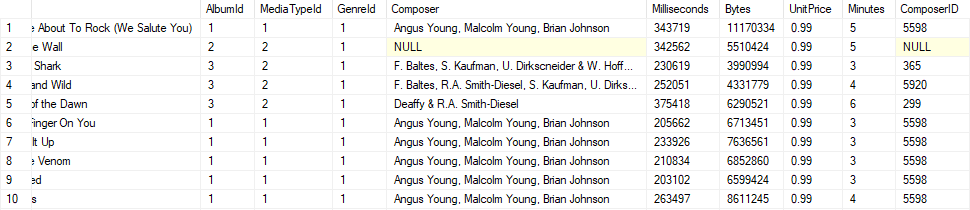 AlbumId MediaTypeId GenreId Composer Milliseconds Bytes UnitPrice Minutes ComposerID
1 About To Rock (We Salute You) 1 1 1 Angus Young, Malcolm Young, Brian Johnson 343719 11170334 0.99 5 5598
2 Wall 2 2 1 NULL 342562 5510424 0.99 5 NULL
3 Shark 3 2 1 F. Baltes, S. Kaufman, U. Dirkscneider & W. Hoff... 230619 3990994 0.99 3 365
4 and Wild 3 2 1 F. Baltes, R.A. Smith-Diesel, S. Kaufman, U. Dirks... 252051 4331779 0.99 4 5920
5 of the Dawn 3 2 1 Deaffy & R.A. Smith-Diesel 375418 6290521 0.99 6 299
6 Finger On You 1 1 1 Angus Young, Malcolm Young, Brian Johnson 205662 6713451 0.99 3 5598
7 It Up 1 1 1 Angus Young, Malcolm Young, Brian Johnson 233926 7636561 0.99 3 5598
8 Venom 1 1 1 Angus Young, Malcolm Young, Brian Johnson 210834 6852860 0.99 3 5598
9 ed 1 1 1 Angus Young, Malcolm Young, Brian Johnson 203102 6599424 0.99 3 5598
10 s 1 1 1 Angus Young, Malcolm Young, Brian Johnson 263497 8611245 0.99 4 5598